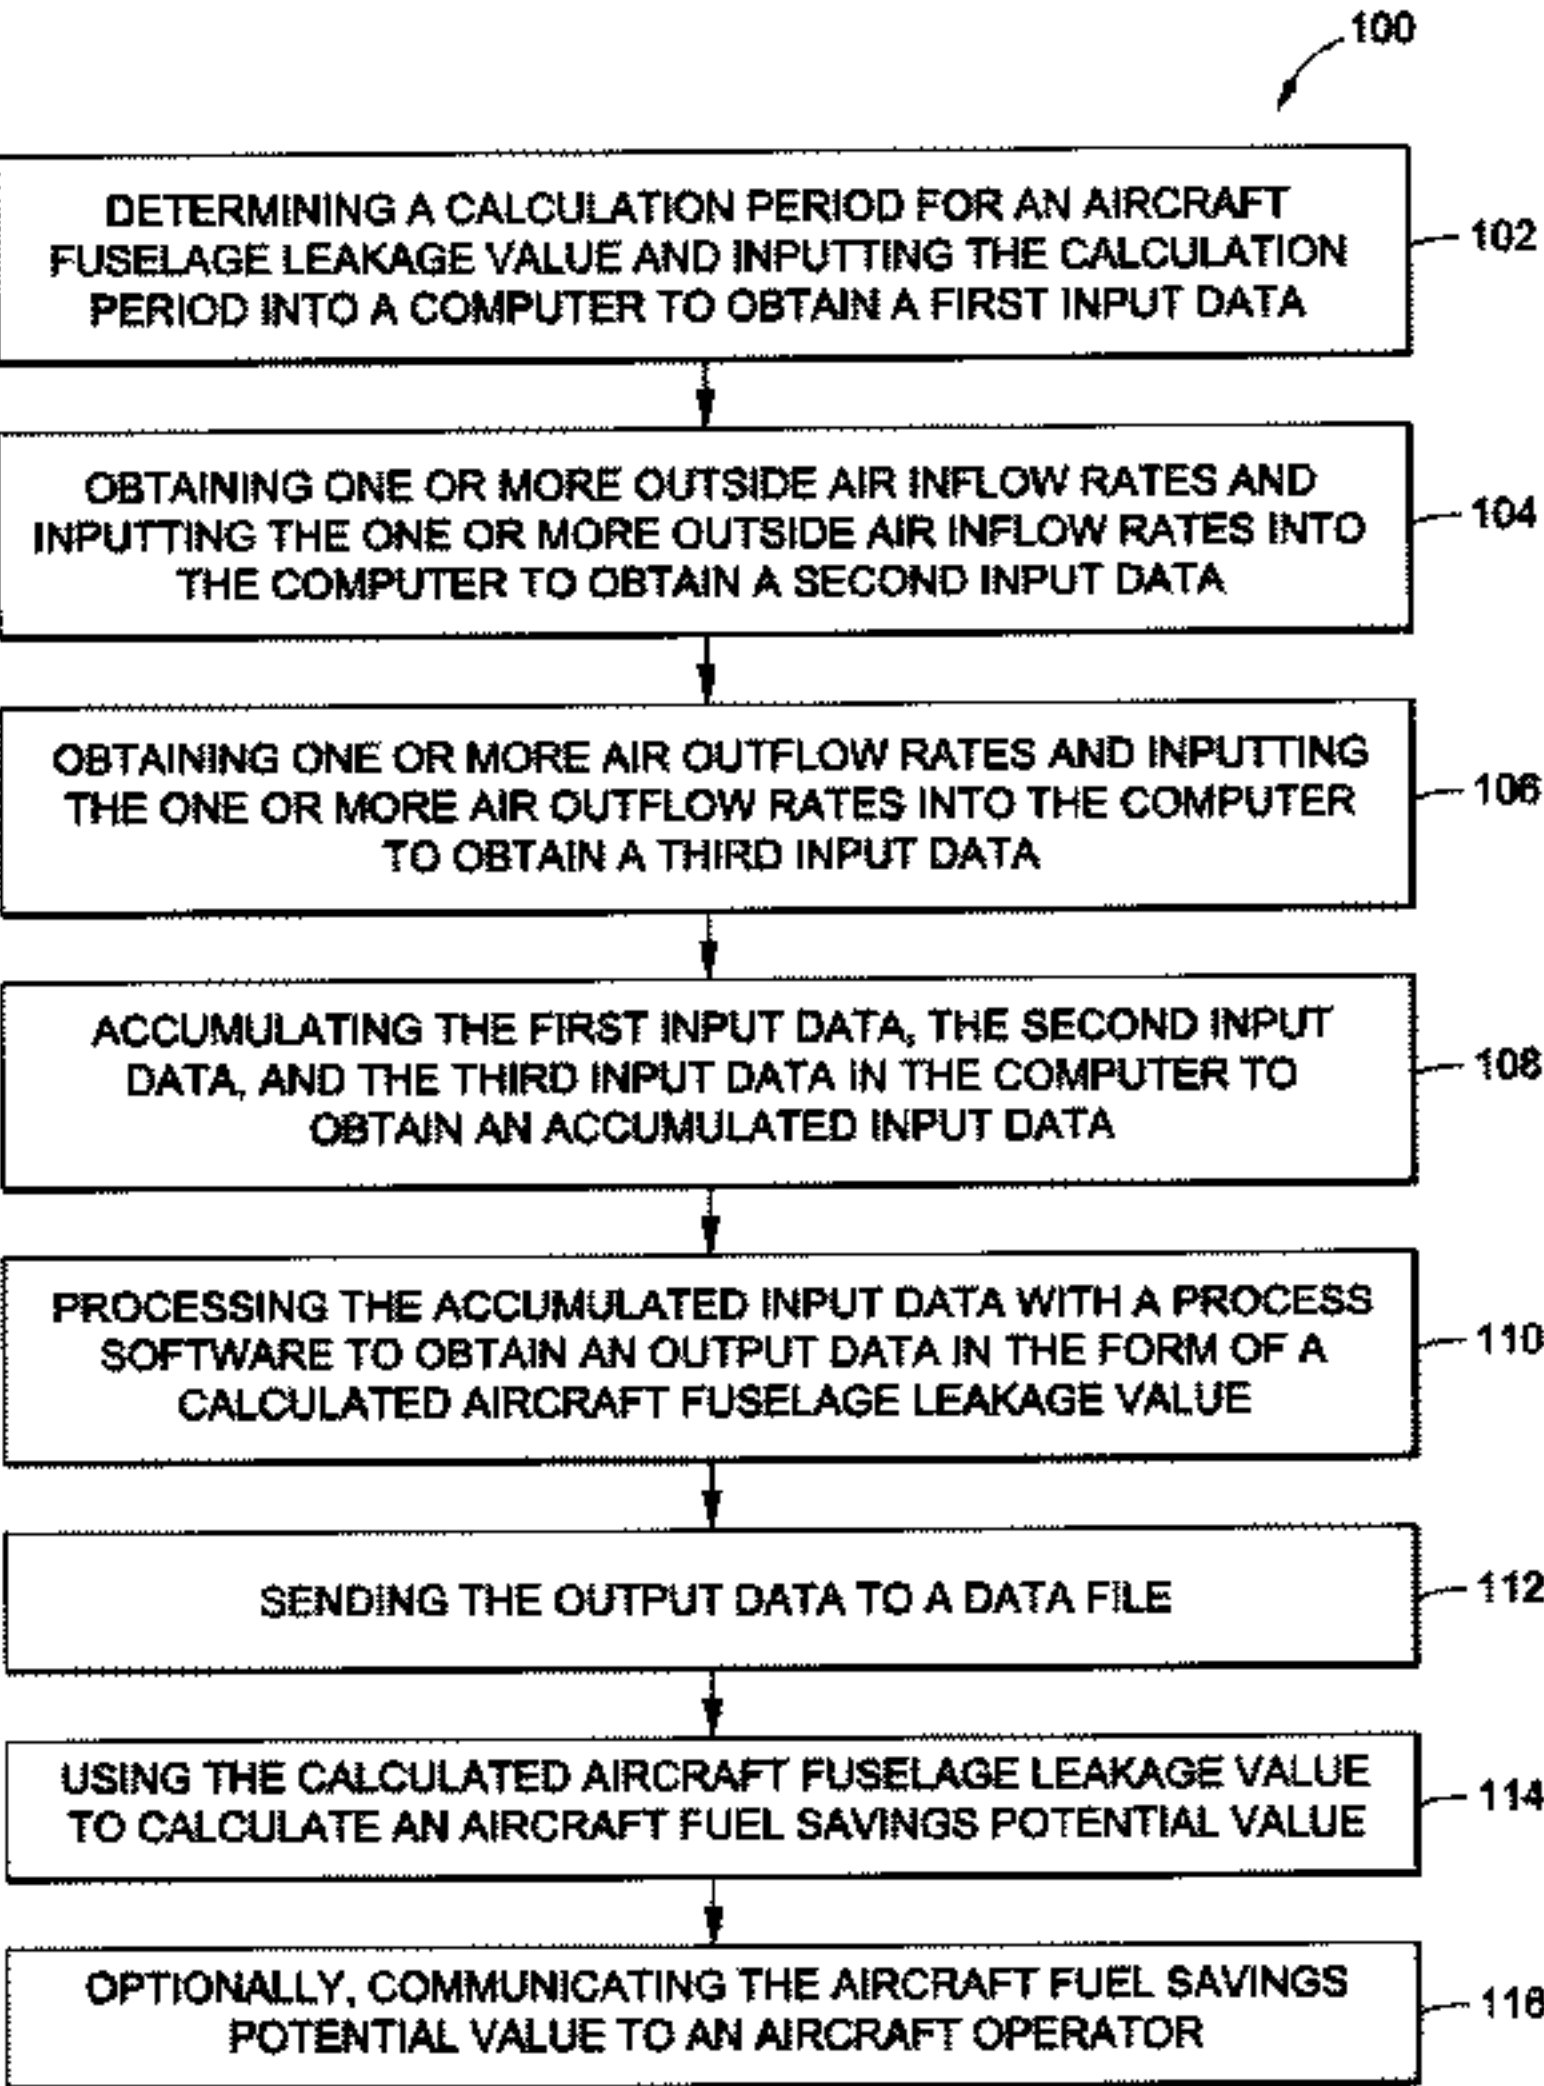 100
DETERMINING A CALCULATION PERIOD FOR AN AIRCRAFT
FUSELAGE LEAKAGE VALUE AND INPUTTING THE CALCULATION
PERIOD INTO A COMPUTER TO OBTAIN A FIRST INPUT DATA
102
OBTAINING ONE OR MORE OUTSIDE AIR INFLOW RATES AND
INPUTTING THE ONE OR MORE OUTSIDE AIR INFLOW RATES INTO
THE COMPUTER TO OBTAIN A SECOND INPUT DATA
104
OBTAINING ONE OR MORE AIR OUTFLOW RATES AND INPUTTING
THE ONE OR MORE AIR OUTFLOW RATES INTO THE COMPUTER
TO OBTAIN A THIRD INPUT DATA
106
ACCUMULATING THE FIRST INPUT DATA, THE SECOND INPUT
DATA, AND THE THIRD INPUT DATA IN THE COMPUTER TO
OBTAIN AN ACCUMULATED INPUT DATA
108
PROCESSING THE ACCUMULATED INPUT DATA WITH A PROCESS
SOFTWARE TO OBTAIN AN OUTPUT DATA IN THE FORM OF A
CALCULATED AIRCRAFT FUSELAGE LEAKAGE VALUE
110
SENDING THE OUTPUT DATA TO A DATA FILE
112
USING THE CALCULATED AIRCRAFT FUSELAGE LEAKAGE VALUE
TO CALCULATE AN AIRCRAFT FUEL SAVINGS POTENTIAL VALUE
114
OPTIONALLY, COMMUNICATING THE AIRCRAFT FUEL SAVINGS
POTENTIAL VALUE TO AN AIRCRAFT OPERATOR
116